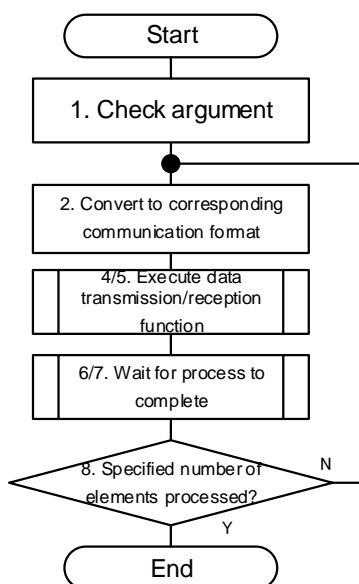 Start
1. Check argument
2. Convert to corresponding
communication format
4/5. Execute data
transmission/reception
function
6/7. Wait for process to
complete
8. Specified number of
elements processed?
N
Y
End